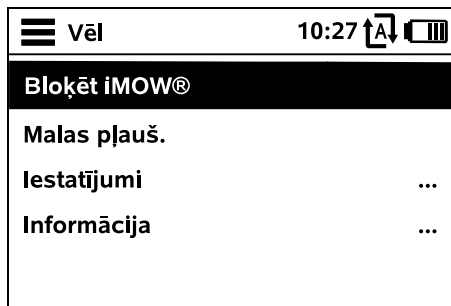 Vēl 10:27 A
Bloķēt iMOW®
Malas pļauš.
Iestatījumi ...
Informācija ...